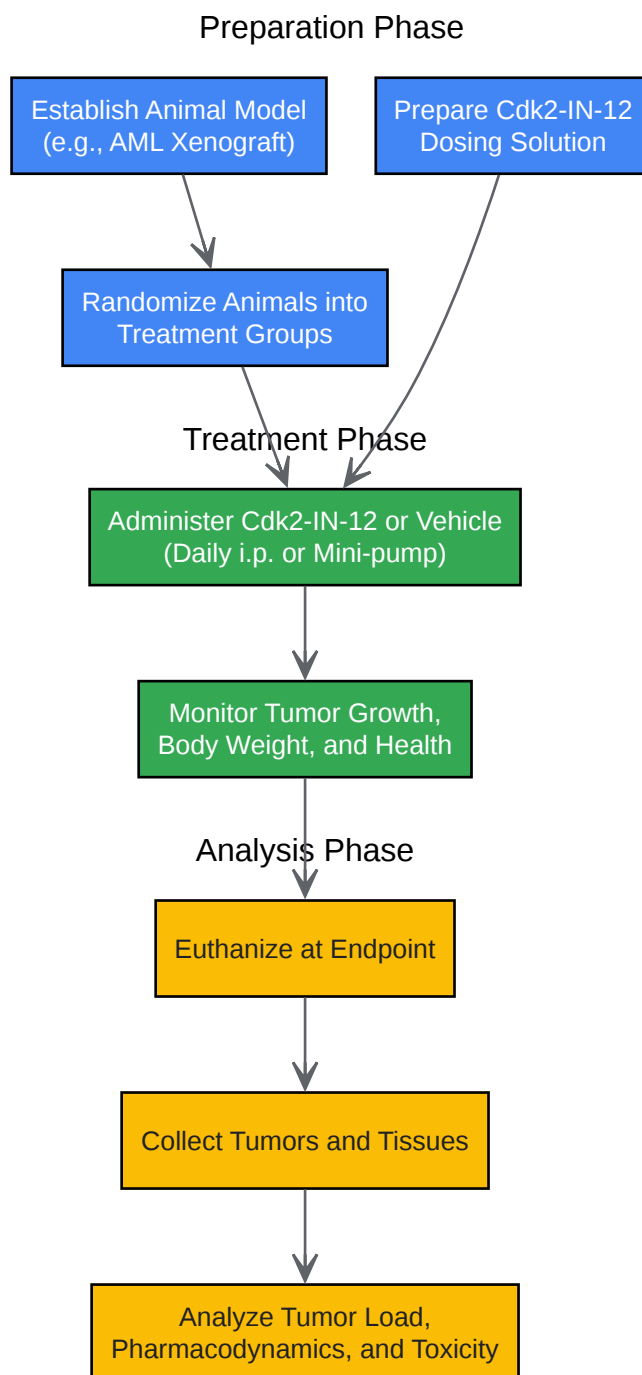 Preparation Phase
Establish Animal Model
(e.g., AML Xenograft)
Prepare Cdk2-IN-12
Dosing Solution
Randomize Animals into
Treatment Groups
Treatment Phase
Administer Cdk2-IN-12 or Vehicle
(Daily i.p. or Mini-pump)
Monitor Tumor Growth,
Body Weight, and Health
Analysis Phase
Euthanize at Endpoint
Collect Tumors and Tissues
Analyze Tumor Load,
Pharmacodynamics, and Toxicity